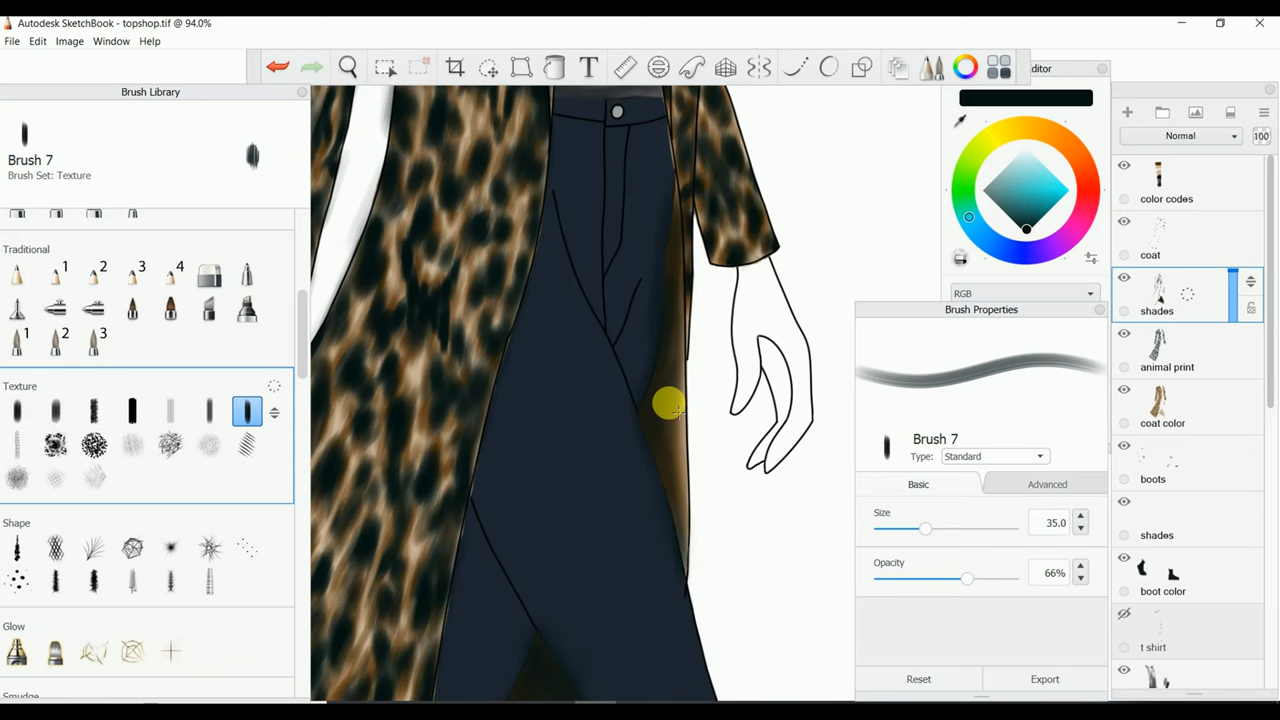 Autodesk SketchBook - topshop.tif @ 94.0%
File Edit Image Window Help
T
Brush Library
ditor
Brush 7
Brush Set: Texture
Normal
100
color codes
Traditional
1 2 3 4
coat
RGB
Brush Properties
shades
1 2 3
animal print
Texture
coat color
Brush 7
Type: Standard
boots
Basic Advanced
Size
35.0
Shape
shades
Opacity
66%
boot color
Glow
t shirt
Reset Export
Smudge